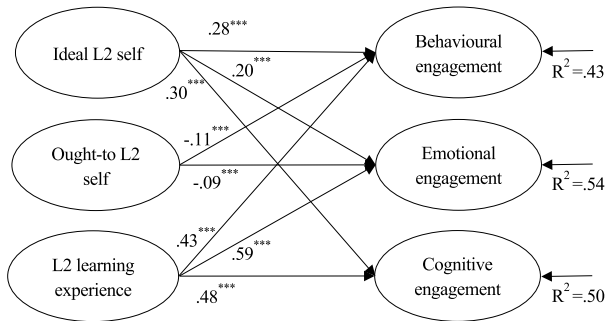 .28***
Ideal L2 self
Behavioural
engagement
.20***
R²=.43
.30***
-.11***
Ought-to L2
self
Emotional
engagement
-.09***
R²=.54
.43***
.59***
L2 learning
experience
Cognitive
engagement
.48***
R²=.50